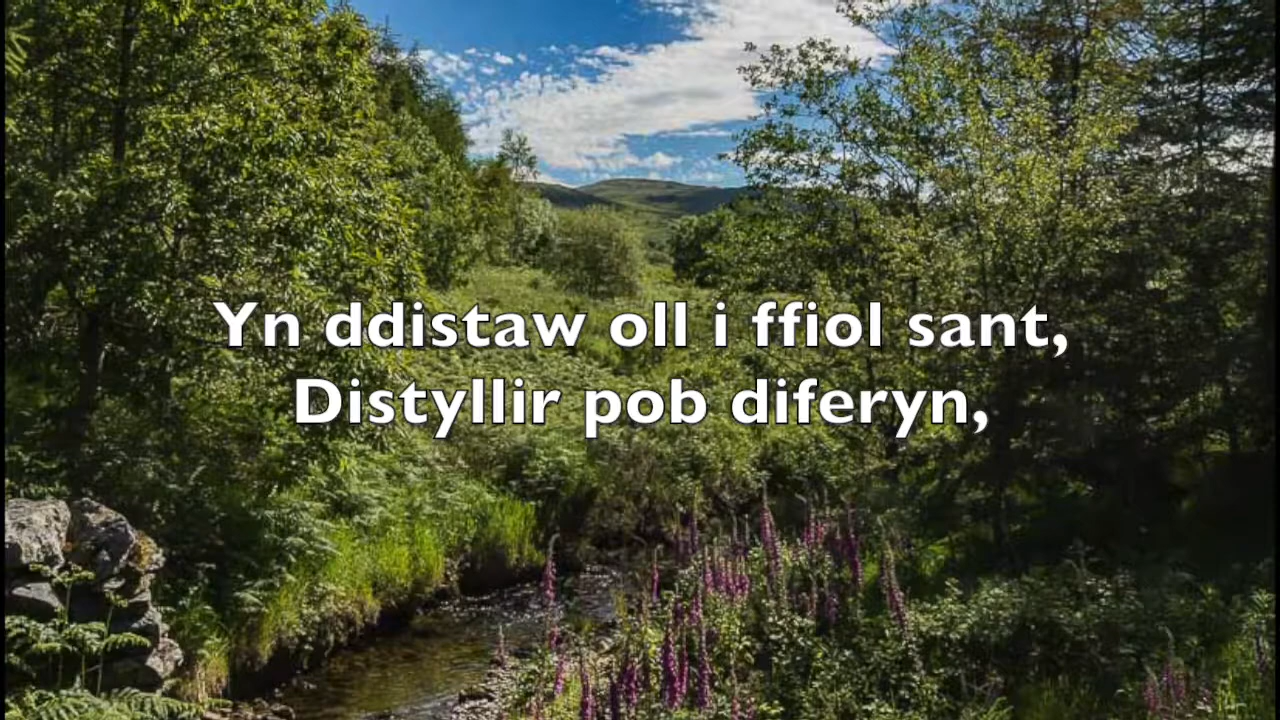 Yn ddistaw oll i ffiol sant,
Distyllir pob diferyn,